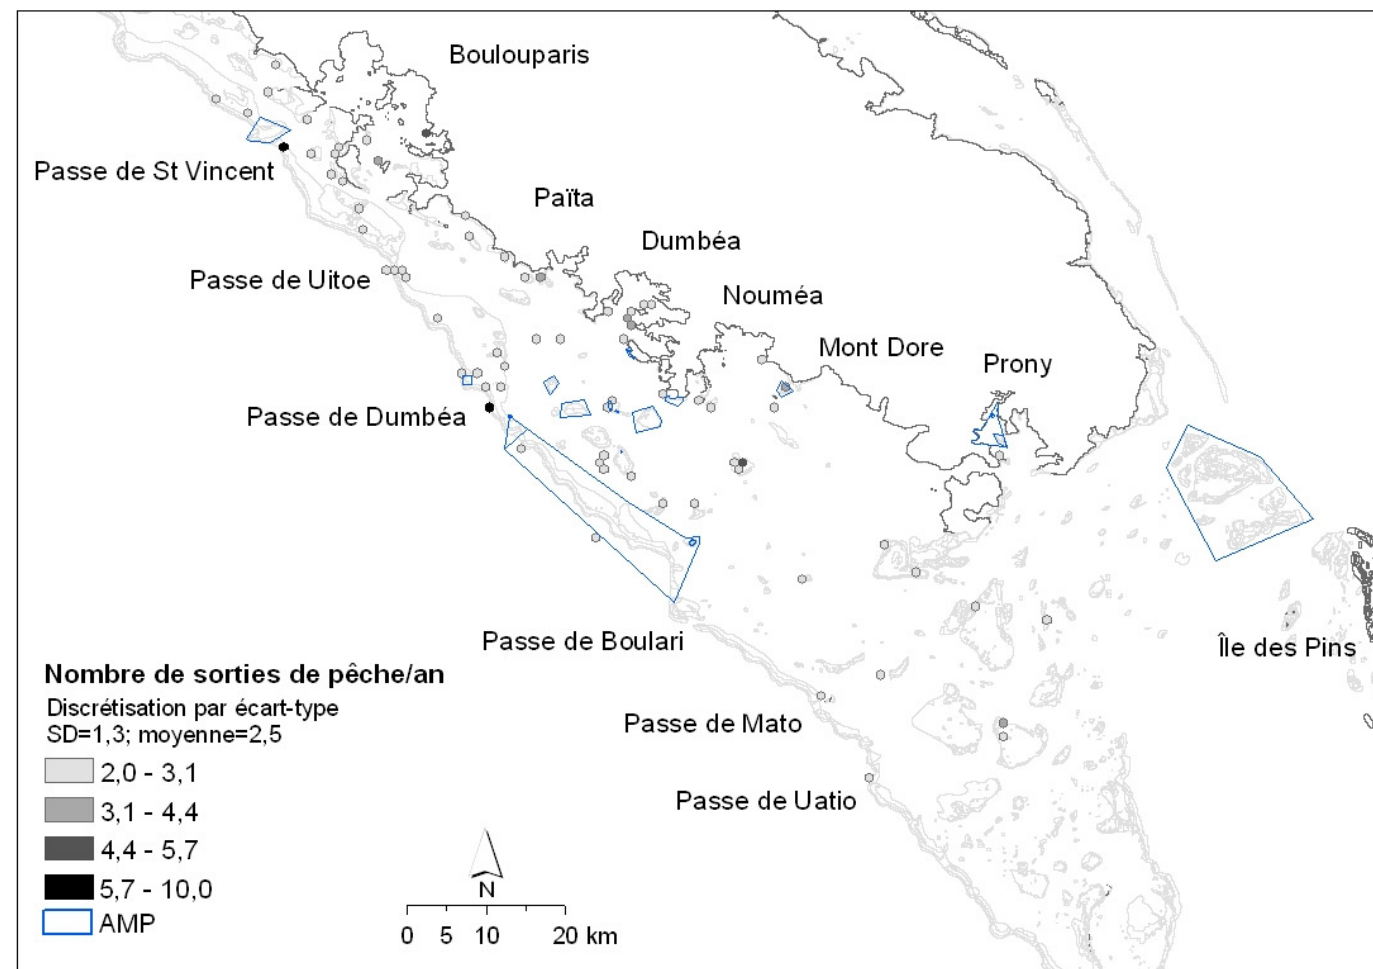 Boulouparis
Passe de St Vincent
Païta
Dumbéa
Passe de Uitoe
Nouméa
Mont Dore
Prony
Passe de Dumbéa
Passe de Boulari
Île des Pins
Passe de Mato
Passe de Uatio
Nombre de sorties de pêche/an
Discrétisation par écart-type
SD=1,3; moyenne=2,5
2,0 - 3,1
3,1 - 4,4
4,4 - 5,7
5,7 - 10,0
AMP
N
0 5 10 20 km